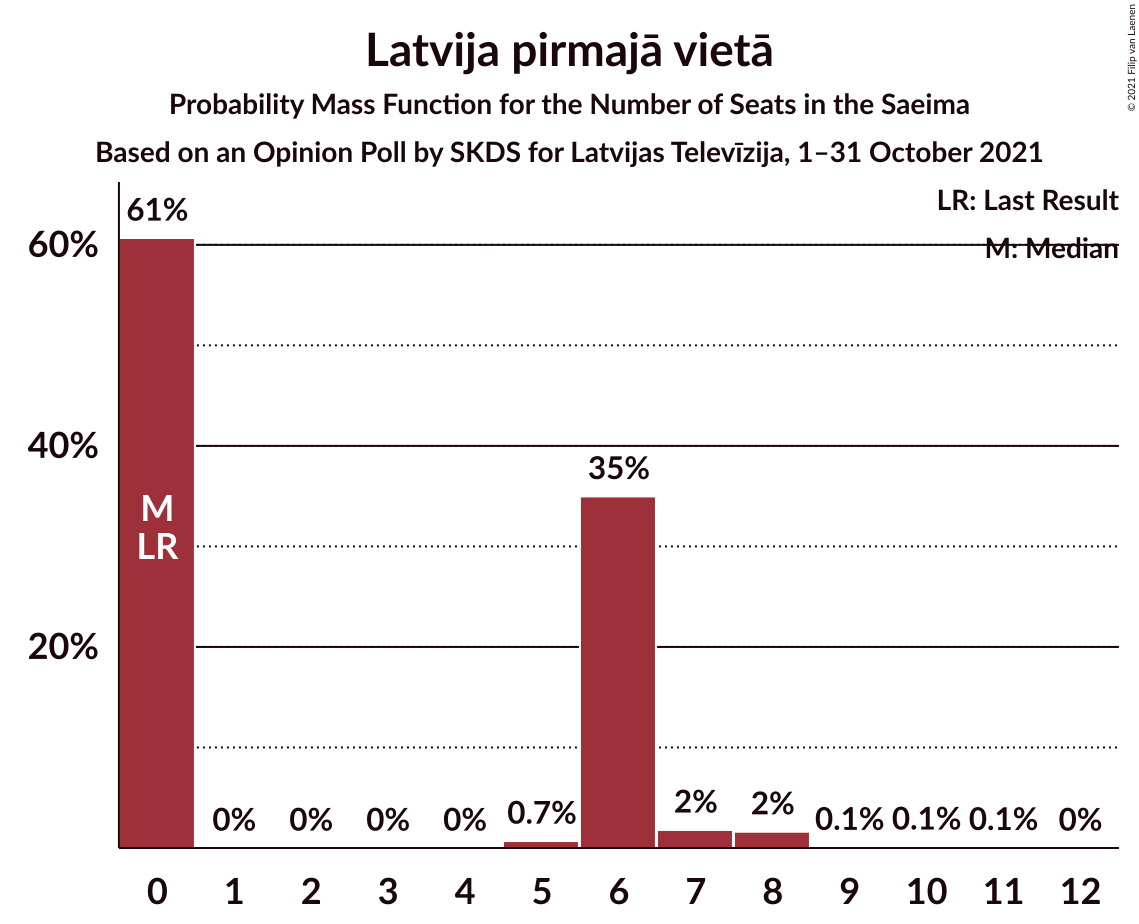 Latvija pirmajā vietā
Probability Mass Function for the Number of Seats in the Saeima
Based on an Opinion Poll by SKDS for Latvijas Televīzija, 1–31 October 2021
© 2021 Filip van Laenen
LR: Last Result
M: Median
60%
40%
20%
61%
M
LR
0%
0%
0%
0%
0.7%
35%
2%
2%
0.1%
0.1%
0.1%
0%
0 1 2 3 4 5 6 7 8 9 10 11 12